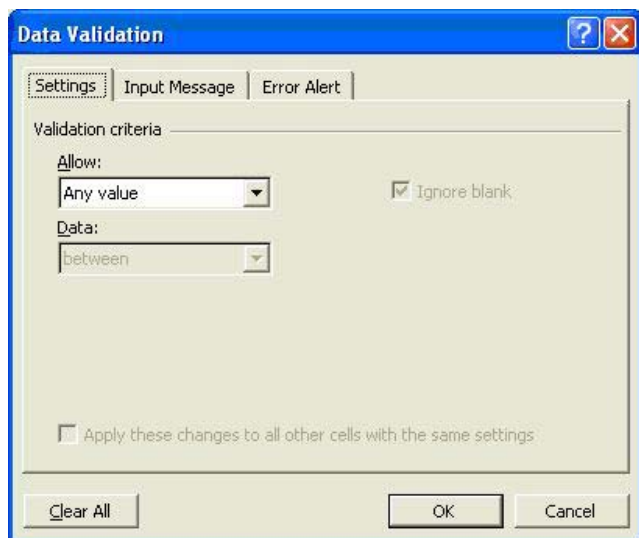 Data Validation
Settings Input Message Error Alert
Validation criteria
Allow:
Any value Ignore blank
Data:
between
Apply these changes to all other cells with the same settings
Clear All OK Cancel